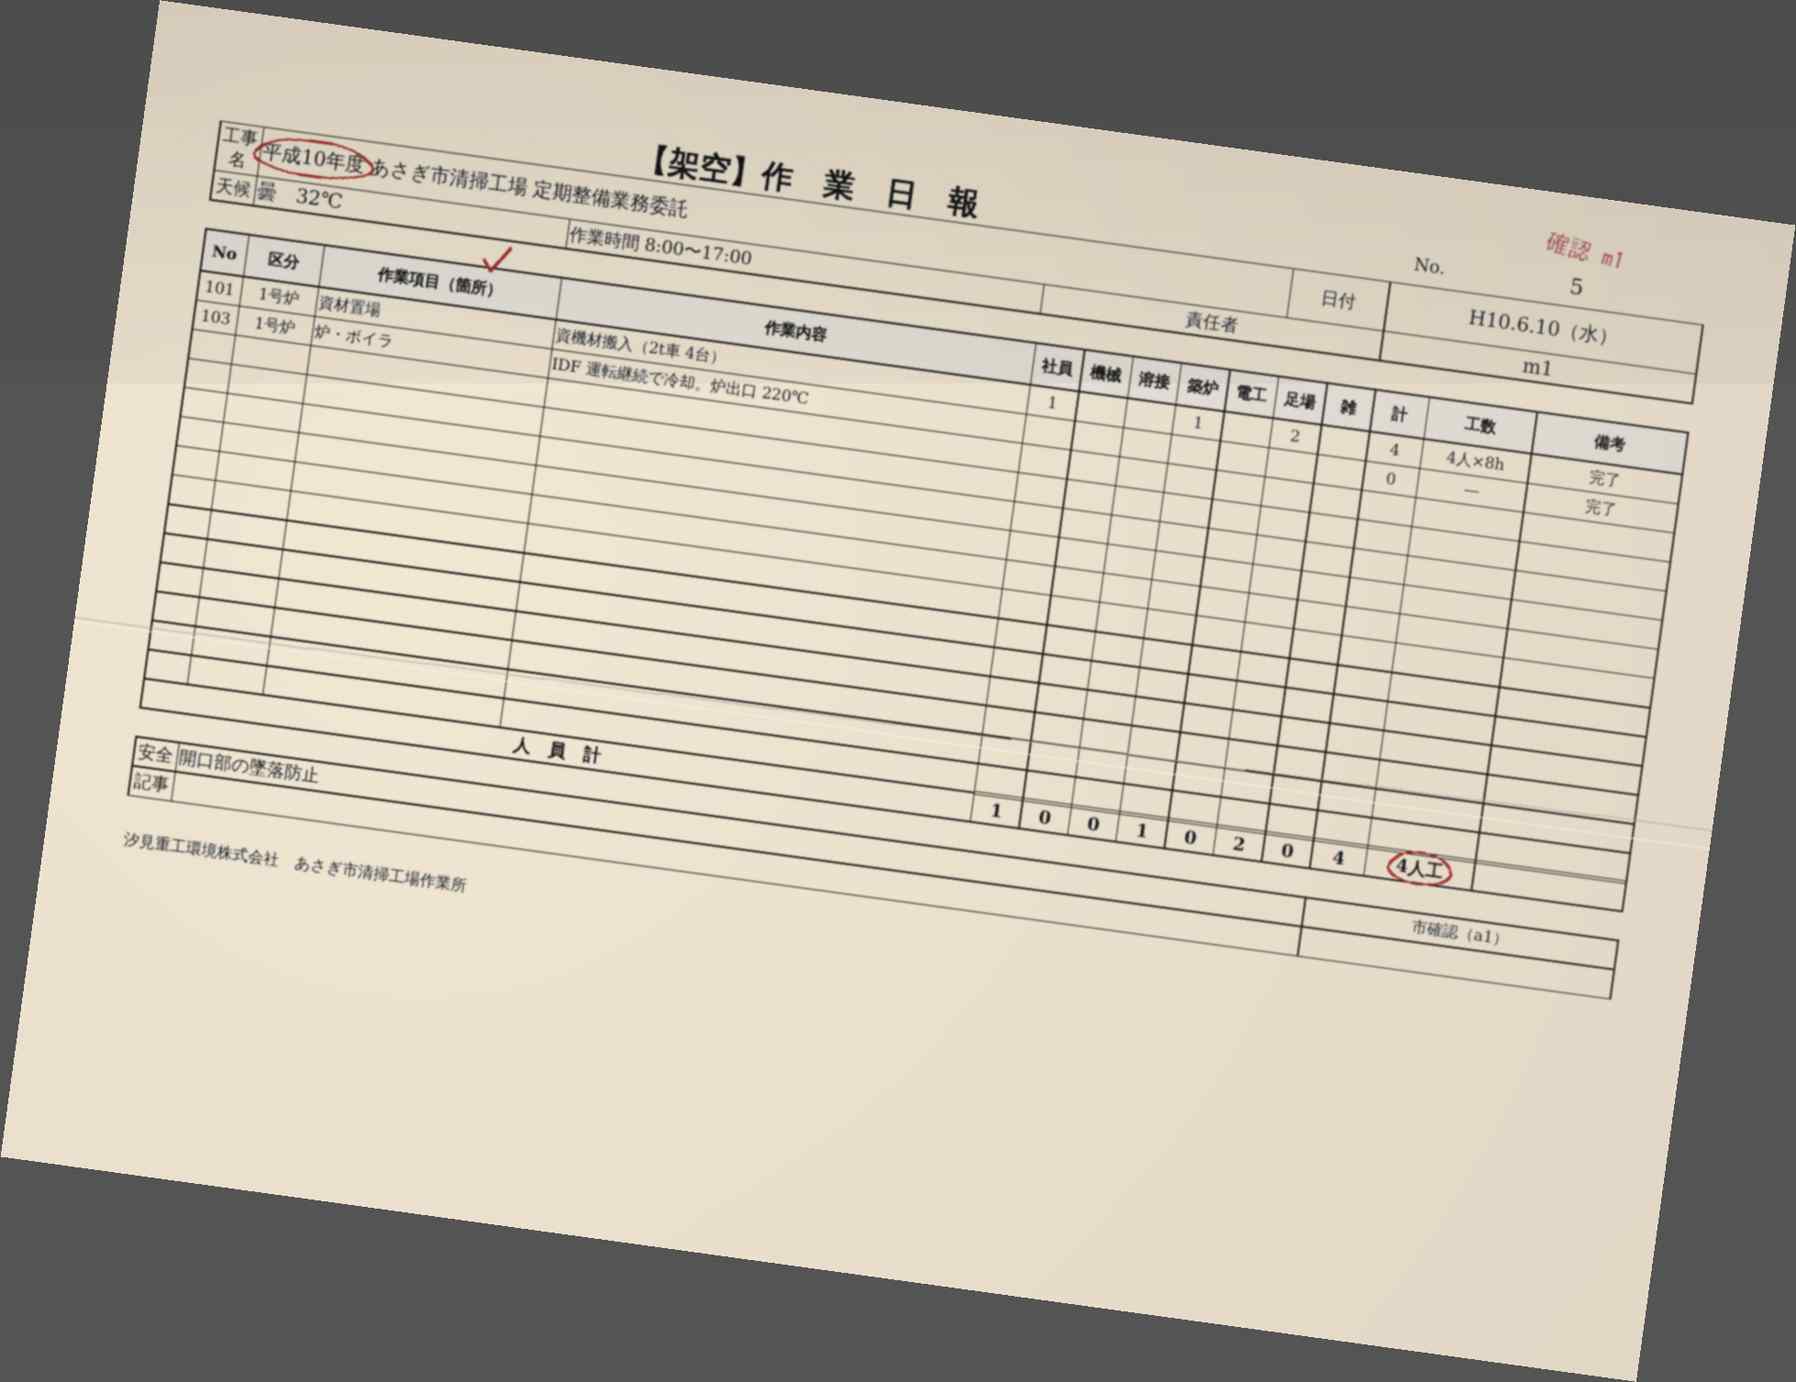 【架空】作 業 日 報
確認 m1
No. 5
工事名 平成10年度 あさぎ市清掃工場 定期整備業務委託 日付 H10.6.10（水）
天候 曇 32℃ 作業時間 8:00〜17:00 責任者 m1
No 区分 作業項目（箇所） 作業内容 社員 機械 溶接 築炉 電工 足場 雑 計 工数 備考
101 1号炉 資材置場 資機材搬入（2t車 4台） 1 1 2 4 4人×8h 完了
103 1号炉 炉・ボイラ IDF 運転継続で冷却。炉出口 220℃ 0 — 完了
人 員 計 1 0 0 1 0 2 0 4 4人工
安全 開口部の墜落防止 市確認（a1）
記事
汐見重工環境株式会社 あさぎ市清掃工場作業所